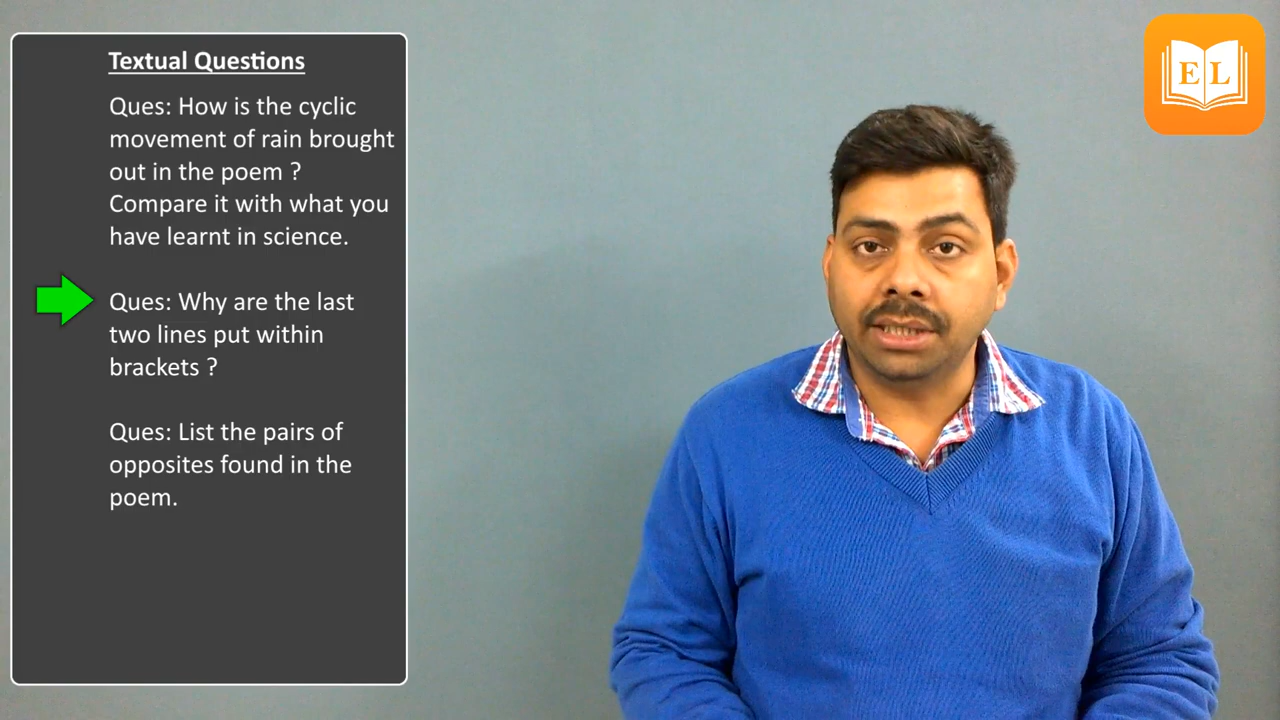 Textual Questions
Ques: How is the cyclic
movement of rain brought
out in the poem ?
Compare it with what you
have learnt in science.
Ques: Why are the last
two lines put within
brackets ?
Ques: List the pairs of
opposites found in the
poem.
E L